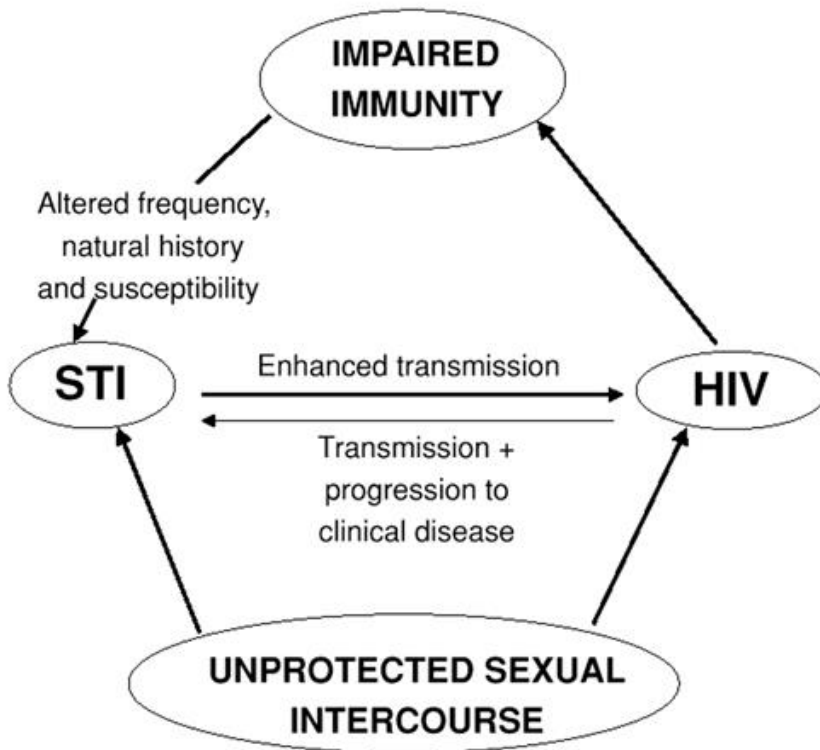 IMPAIRED
IMMUNITY
Altered frequency,
natural history
and susceptibility
STI
Enhanced transmission
HIV
Transmission +
progression to
clinical disease
UNPROTECTED SEXUAL
INTERCOURSE